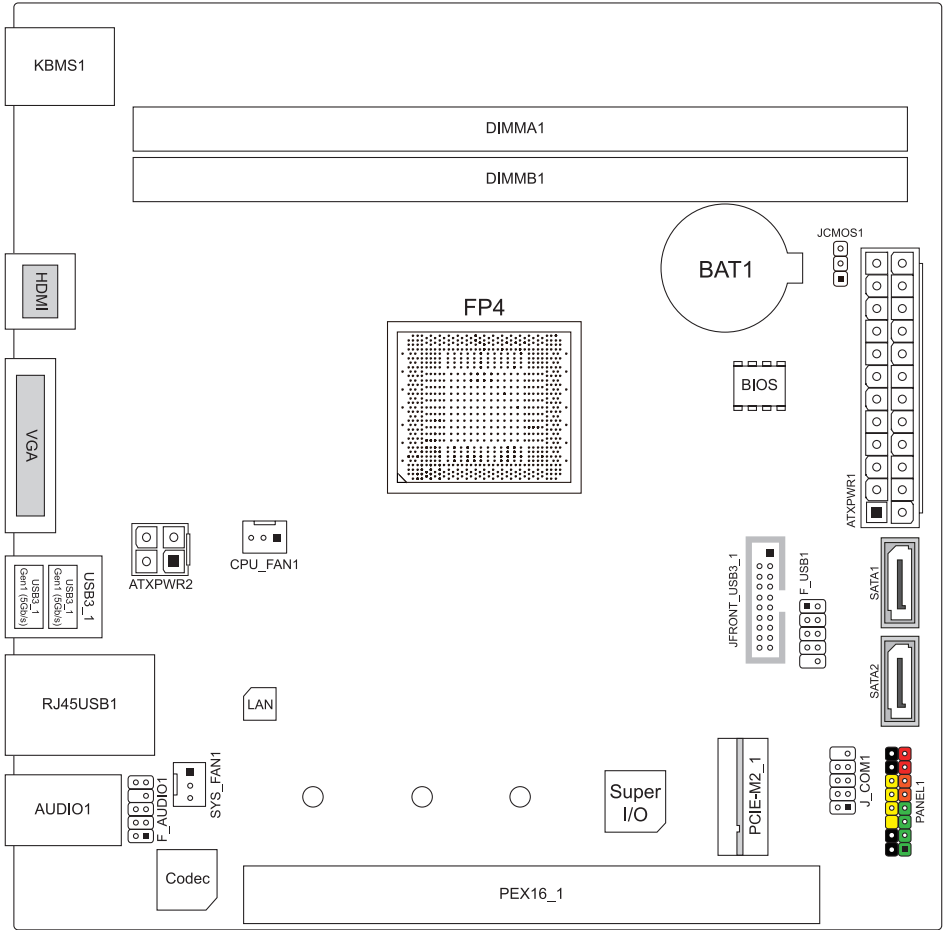 KBMS1
DIMMA1
DIMMB1
JCMOS1
BAT1
HDMI
FP4
BIOS
VGA
ATXPWR1
CPU_FAN1
ATXPWR2
USB3_1
USB3_1
Gen1 (5Gb/s)
USB3_1
Gen1 (5Gb/s)
JFRONT_USB3_1
F_USB1
SATA1
SATA2
RJ45USB1
LAN
SYS_FAN1
AUDIO1
F_AUDIO1
Super
I/O
PCIE-M2_1
J_COM1
PANEL1
Codec
PEX16_1